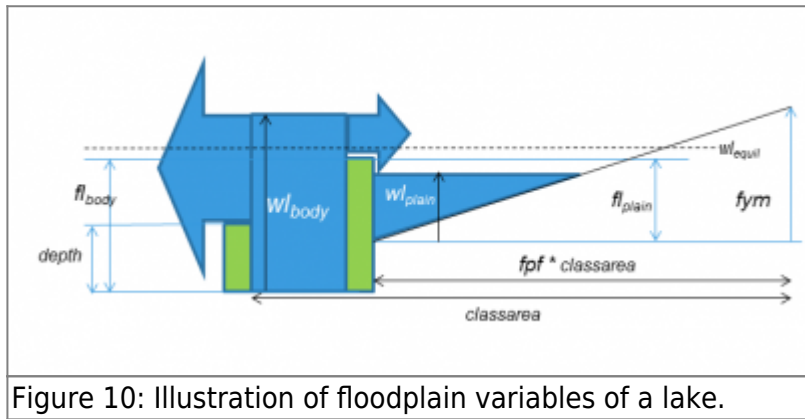 wl_equil
fl_body
wl_body
wl_plain
fl_plain
fym
depth
fpf * classarea
classarea
Figure 10: Illustration of floodplain variables of a lake.